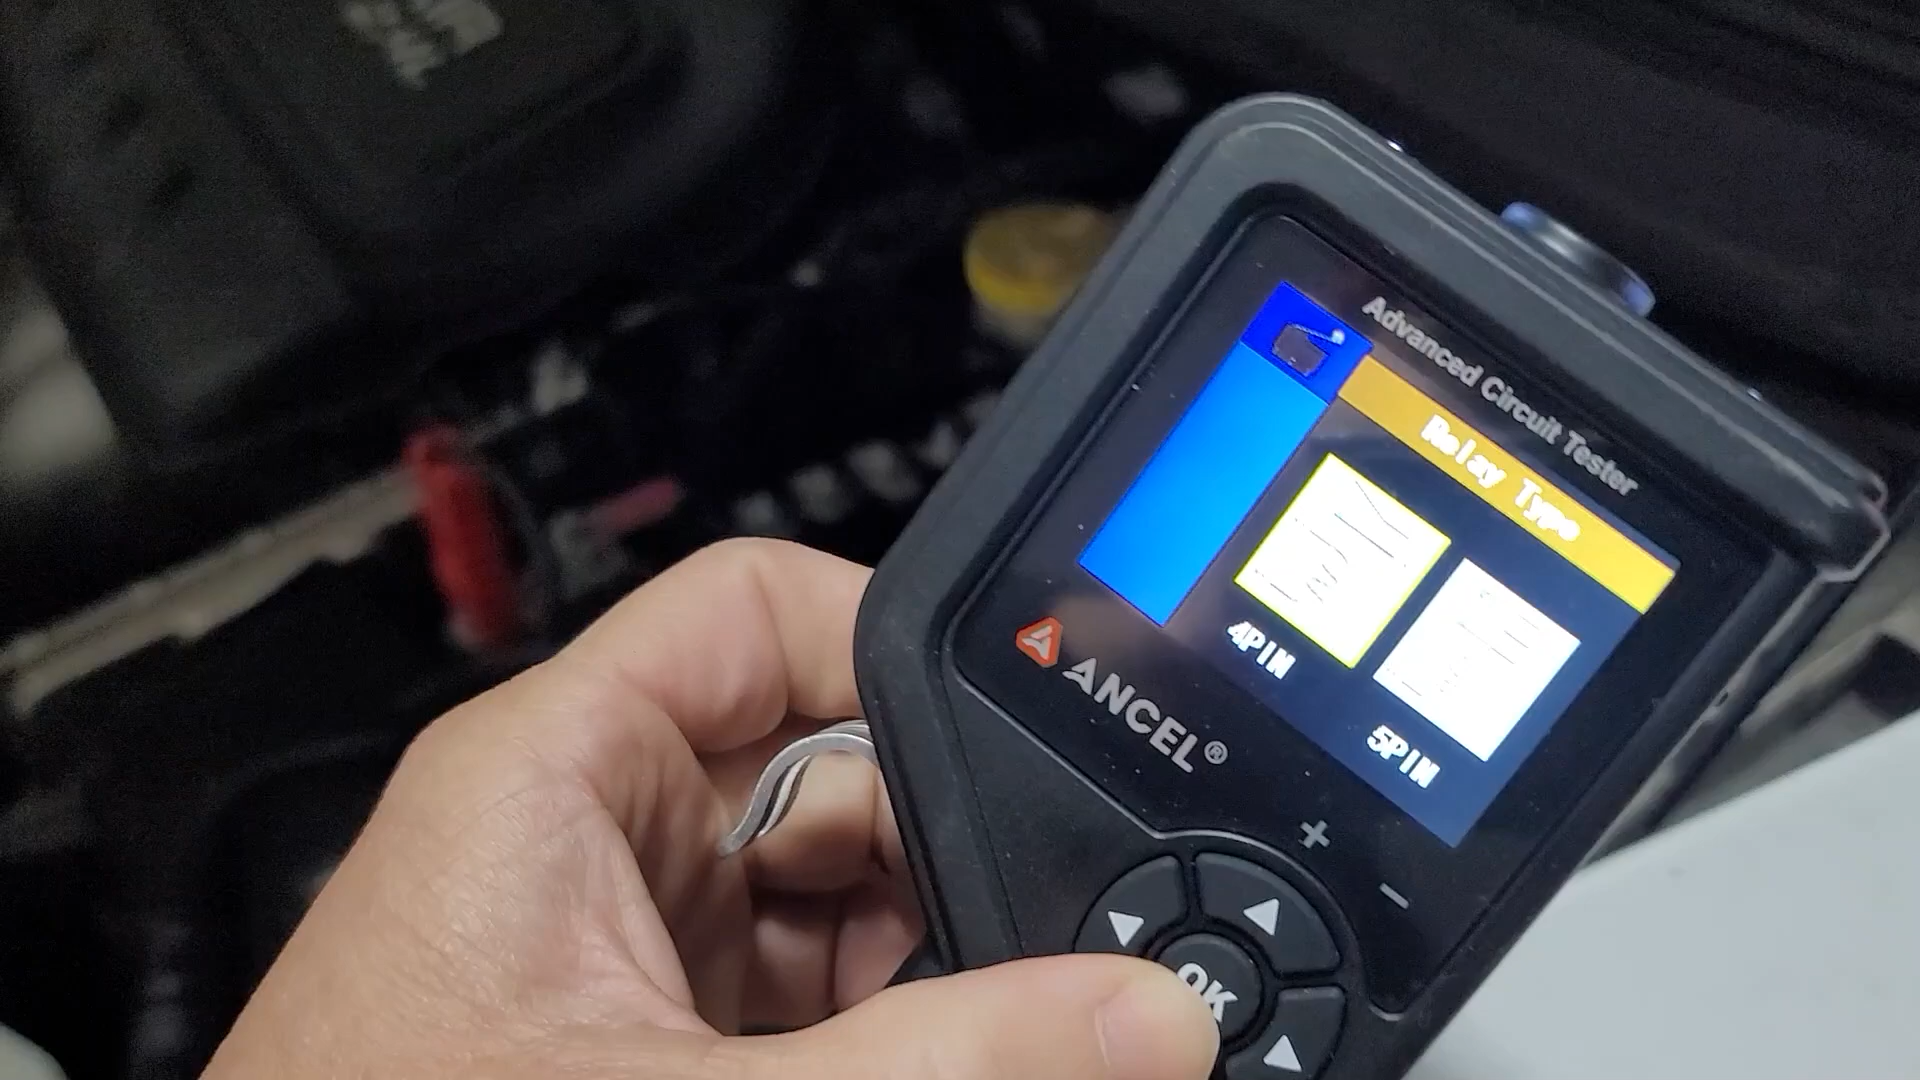 Advanced Circuit Tester
Relay Type
4PIN
5PIN
ANCEL®
+
-
OK